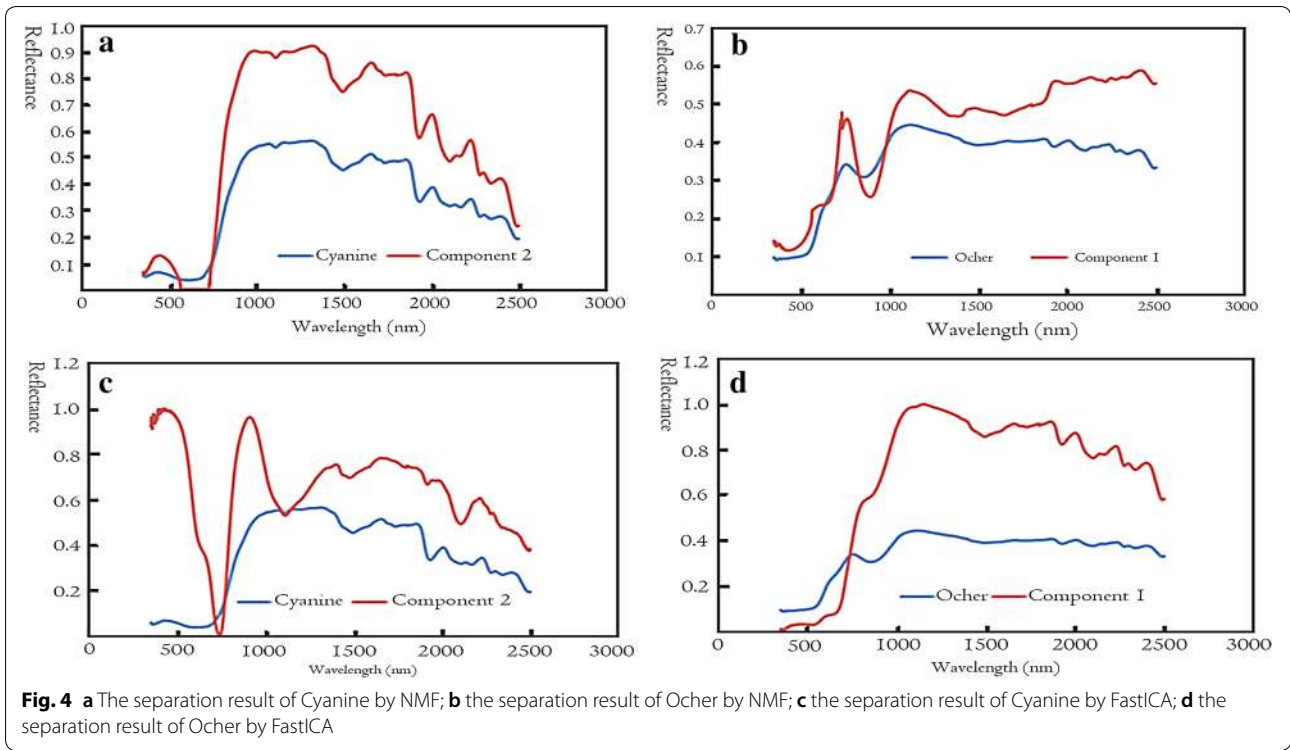 a
Reflectance
1.0
0.9
0.8
0.7
0.6
0.5
0.4
0.3
0.2
0.1
Cyanine Component 2
0 500 1000 1500 2000 2500 3000
Wavelength (nm)
b
Reflectance
0.7
0.6
0.5
0.4
0.3
0.2
0.1
Ocher Component 1
0 500 1000 1500 2000 2500 3000
Wavelength (nm)
c
Reflectance
1.2
1.0
0.8
0.6
0.4
0.2
Cyanine Component 2
0 500 1000 1500 2000 2500 3000
Wavelength (nm)
d
Reflectance
1.2
1.0
0.8
0.6
0.4
0.2
Ocher Component 1
0 500 1000 1500 2000 2500 3000
Wavelength (nm)
Fig. 4 a The separation result of Cyanine by NMF; b the separation result of Ocher by NMF; c the separation result of Cyanine by FastICA; d the
separation result of Ocher by FastICA